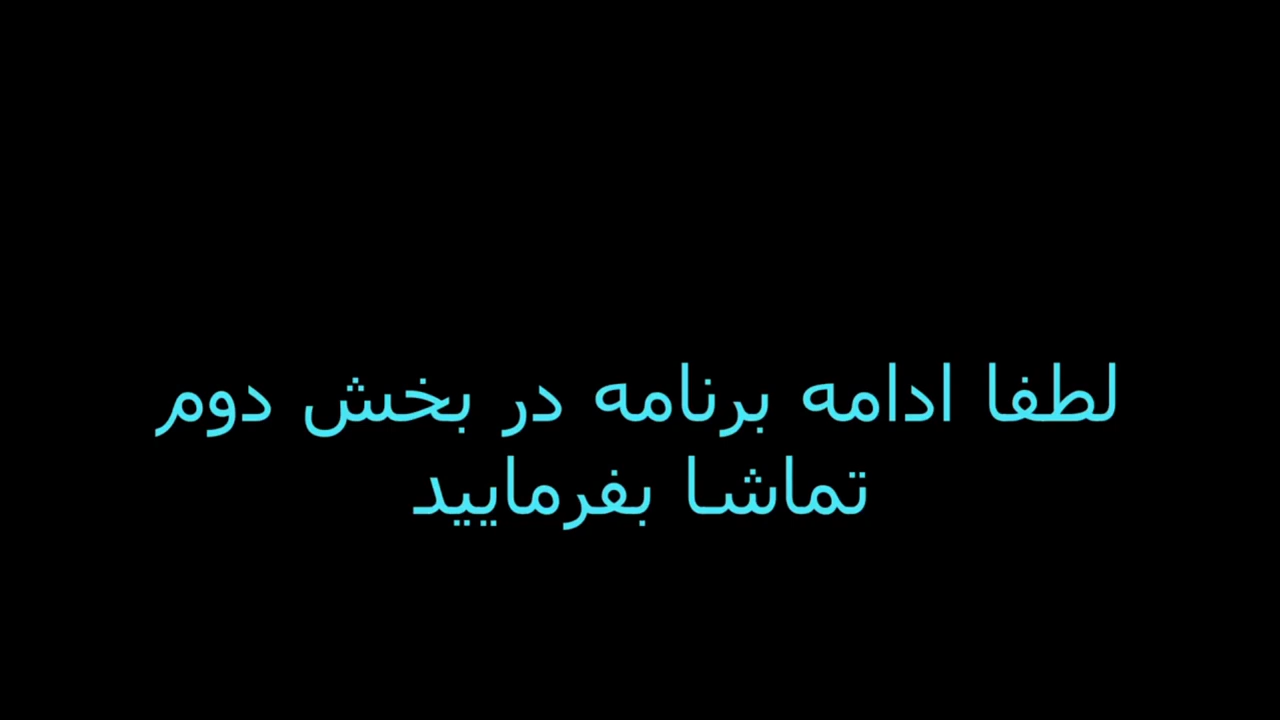 لطفا ادامه برنامه در بخش دوم
تماشا بفرمایید